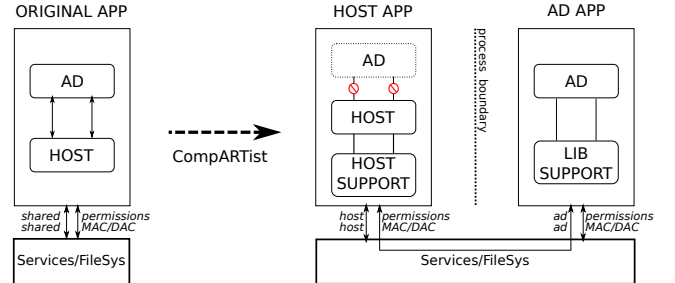 ORIGINAL APP
HOST APP
AD APP
AD
HOST
CompARTist
AD
HOST
HOST
SUPPORT
process boundary
AD
LIB
SUPPORT
shared permissions
shared MAC/DAC
host permissions
host MAC/DAC
ad permissions
ad MAC/DAC
Services/FileSys
Services/FileSys